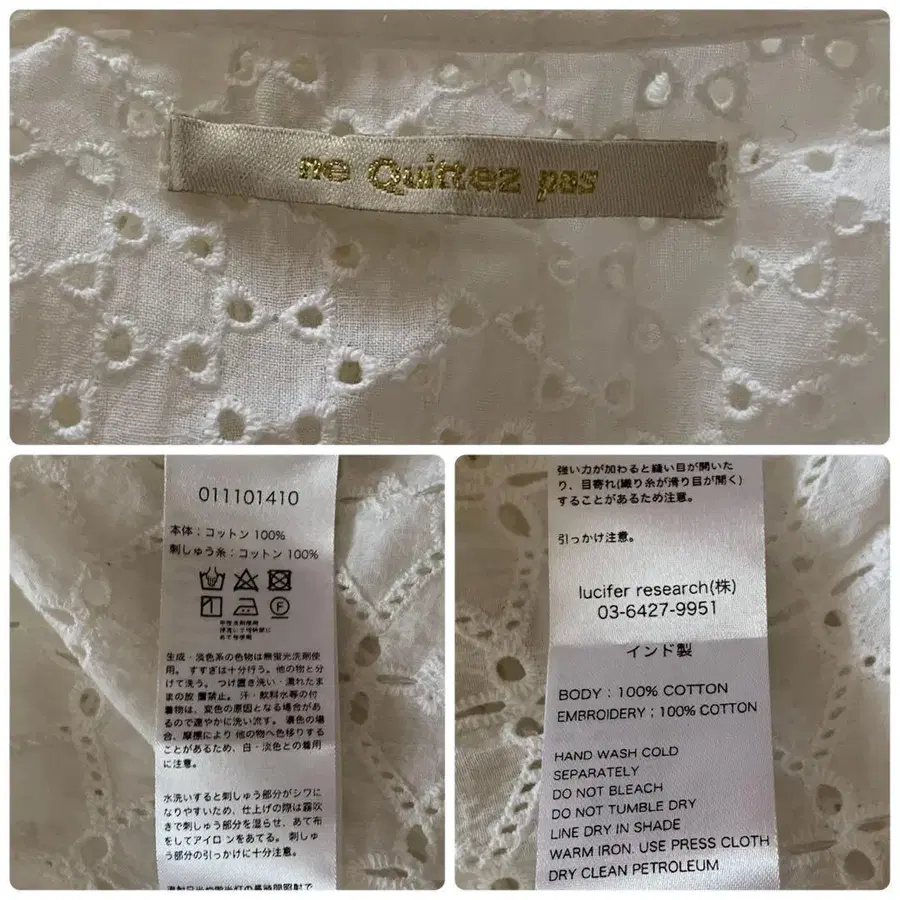 ne Quittez pas
011101410
本体：コットン 100%
刺しゅう糸：コットン 100%
中性洗剤使用
あて布使用
生成・淡色系の色物は無蛍光洗剤使
用。すすぎは十分行う。他の物と分
けて洗う。つけ置き洗い・濡れたま
まの放置禁止。汗・飲料水等の付
着物は、変色の原因となる場合があ
るので速やかに洗い流す。濃色の場
合、摩擦により他の物へ色移りする
ことがあるため、白・淡色との着用
に注意。
水洗いすると刺しゅう部分がシワに
なりやすいため、仕上げの際は霧吹
きで刺しゅう部分を湿らせ、あて布
をしてアイロンをあてる。刺しゅ
う部分の引っかけに十分注意。
強い力が加わると縫い目が開いた
り、目寄れ(織り糸が滑り目が開く)
することがあるため注意。
引っかけ注意。
lucifer research(株)
03-6427-9951
インド製
BODY : 100% COTTON
EMBROIDERY ; 100% COTTON
HAND WASH COLD
SEPARATELY
DO NOT BLEACH
DO NOT TUMBLE DRY
LINE DRY IN SHADE
WARM IRON. USE PRESS CLOTH
DRY CLEAN PETROLEUM